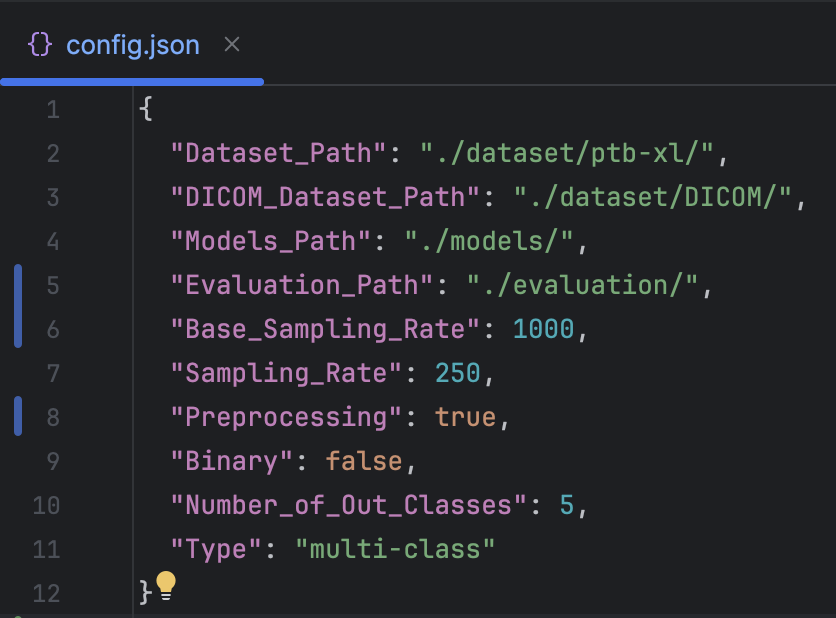 {} config.json ×
1 {
2 "Dataset_Path": "./dataset/ptb-xl/",
3 "DICOM_Dataset_Path": "./dataset/DICOM/",
4 "Models_Path": "./models/",
5 "Evaluation_Path": "./evaluation/",
6 "Base_Sampling_Rate": 1000,
7 "Sampling_Rate": 250,
8 "Preprocessing": true,
9 "Binary": false,
10 "Number_of_Out_Classes": 5,
11 "Type": "multi-class"
12 }